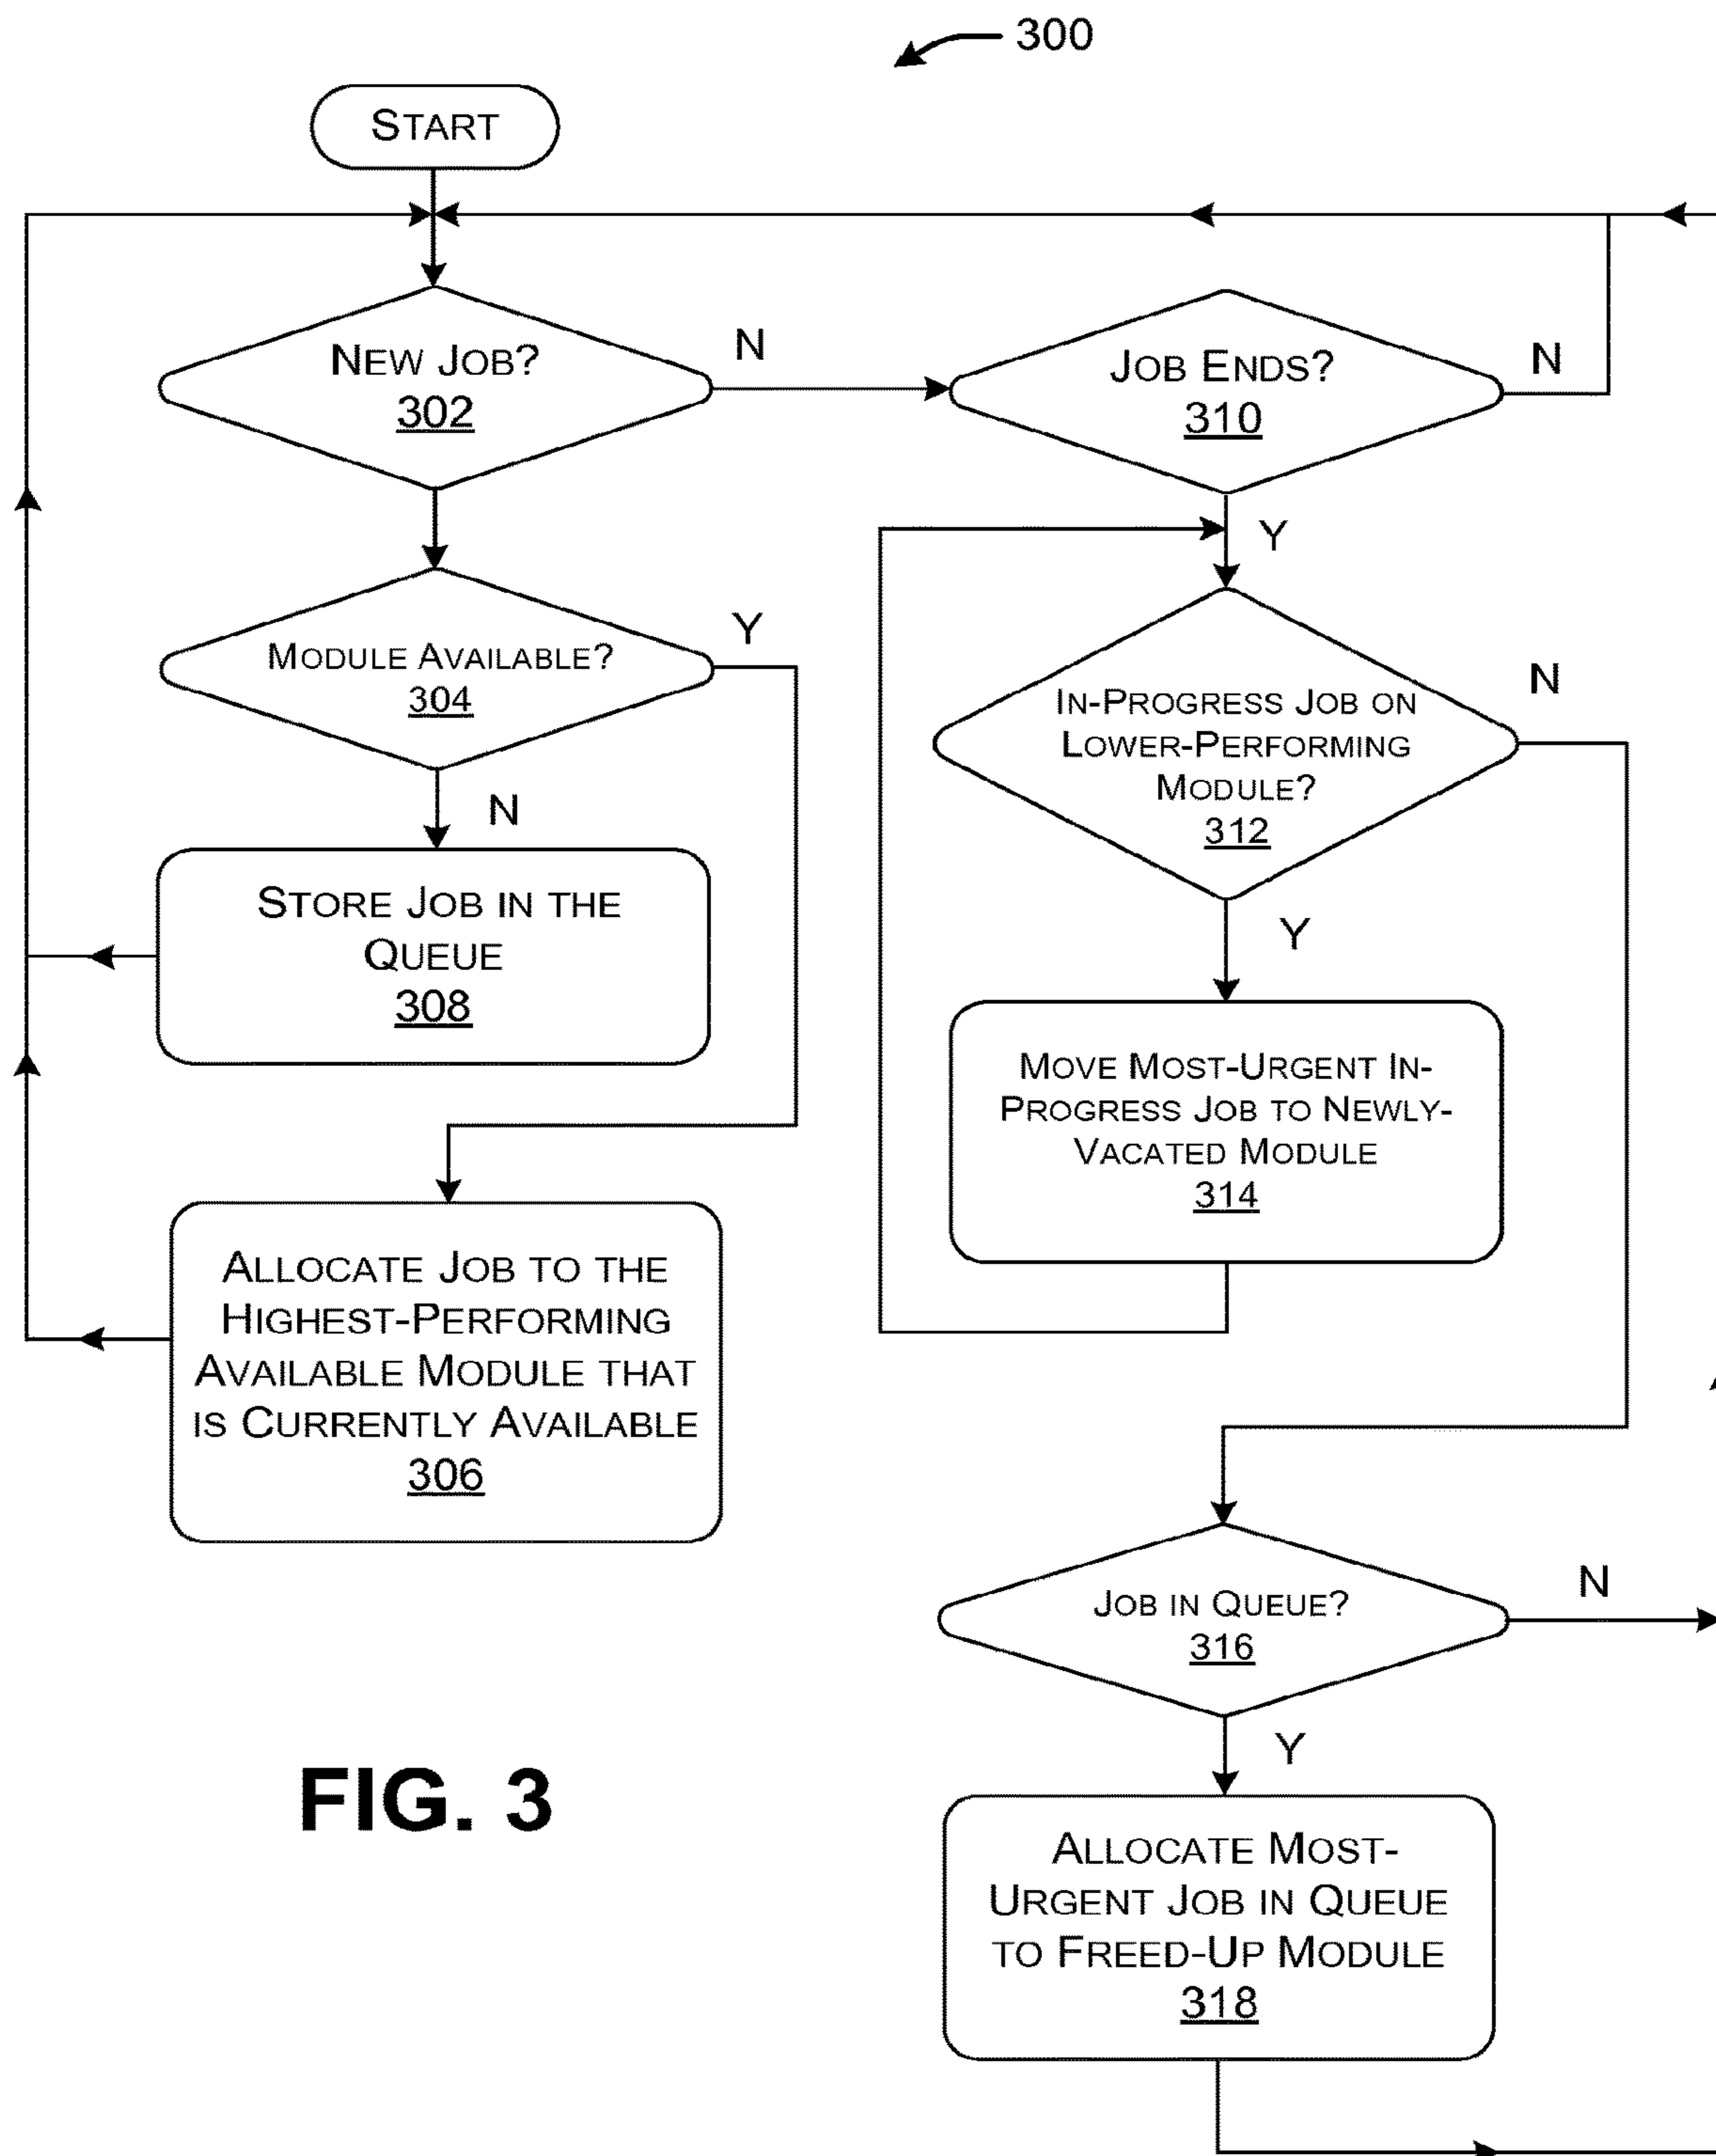 300
START
NEW JOB?
302
N
JOB ENDS?
310
N
Y
MODULE AVAILABLE?
304
Y
N
STORE JOB IN THE
QUEUE
308
ALLOCATE JOB TO THE
HIGHEST-PERFORMING
AVAILABLE MODULE THAT
IS CURRENTLY AVAILABLE
306
IN-PROGRESS JOB ON
LOWER-PERFORMING
MODULE?
312
N
Y
MOVE MOST-URGENT IN-
PROGRESS JOB TO NEWLY-
VACATED MODULE
314
JOB IN QUEUE?
316
N
Y
ALLOCATE MOST-
URGENT JOB IN QUEUE
TO FREED-UP MODULE
318
FIG. 3